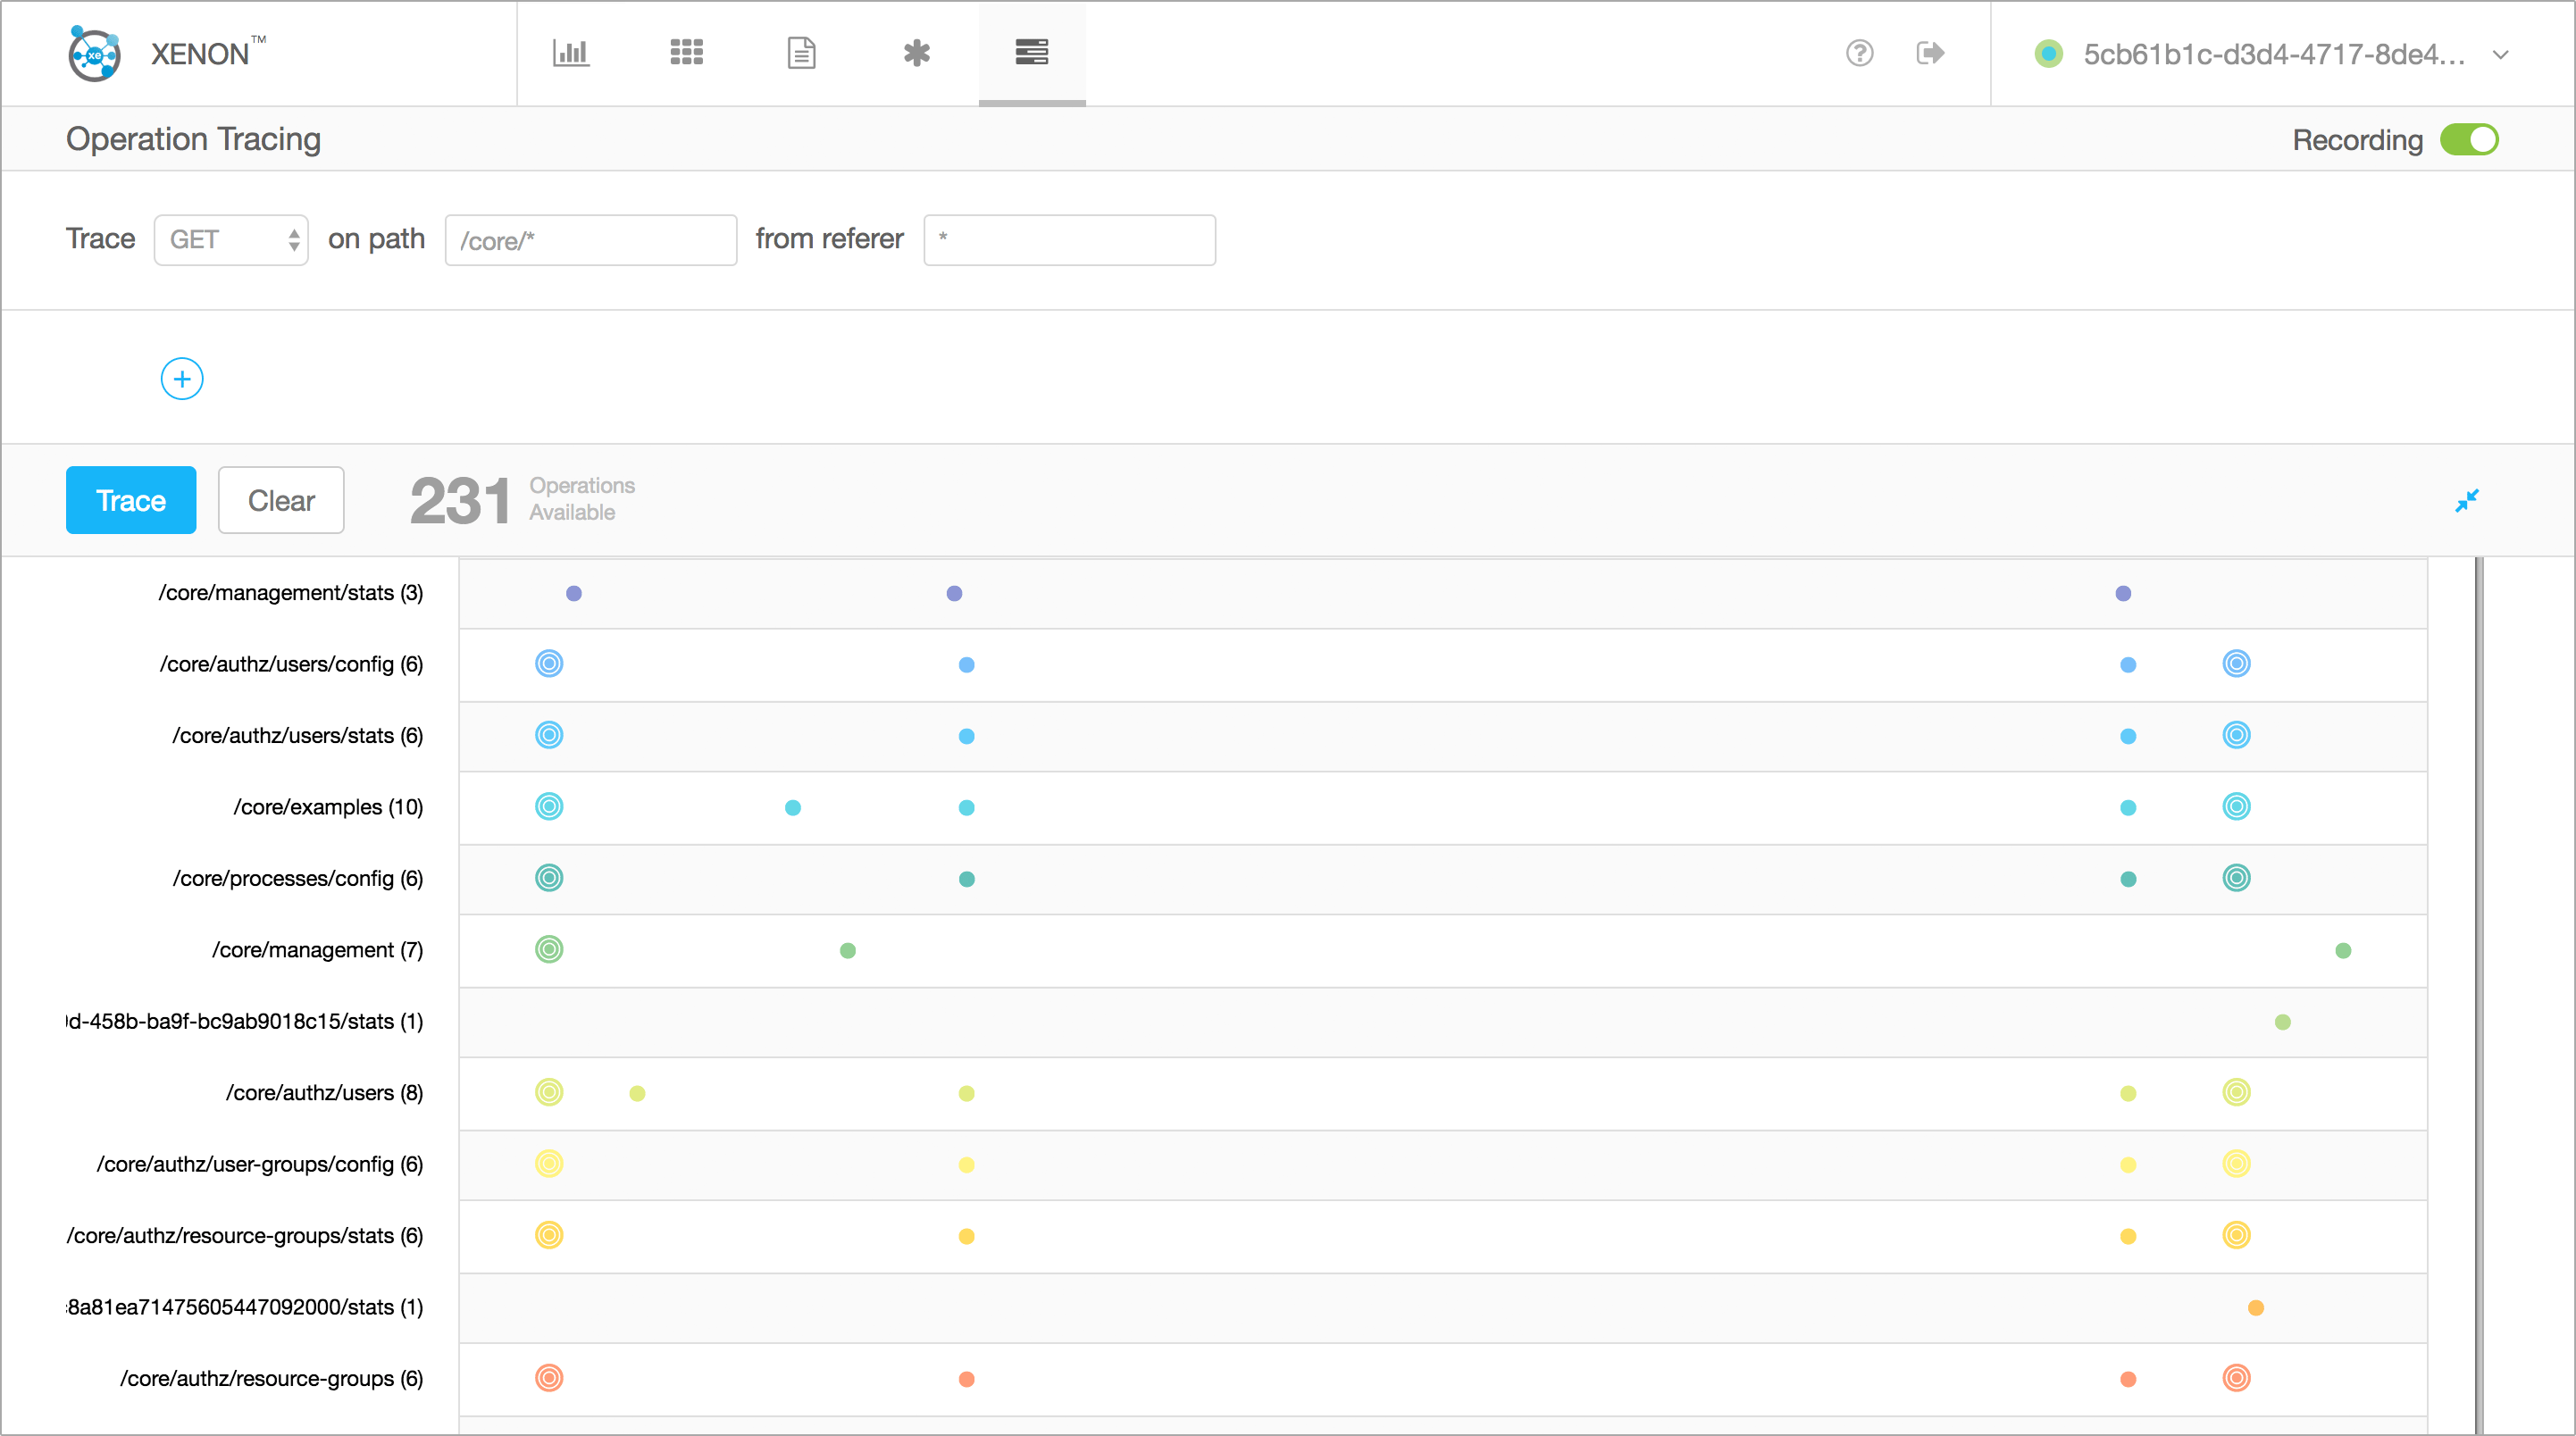 xe XENON™
5cb61b1c-d3d4-4717-8de4...
Operation Tracing
Recording
Trace GET on path /core/* from referer *
Trace Clear 231 Operations Available
/core/management/stats (3)
/core/authz/users/config (6)
/core/authz/users/stats (6)
/core/examples (10)
/core/processes/config (6)
/core/management (7)
d-458b-ba9f-bc9ab9018c15/stats (1)
/core/authz/users (8)
/core/authz/user-groups/config (6)
/core/authz/resource-groups/stats (6)
8a81ea71475605447092000/stats (1)
/core/authz/resource-groups (6)